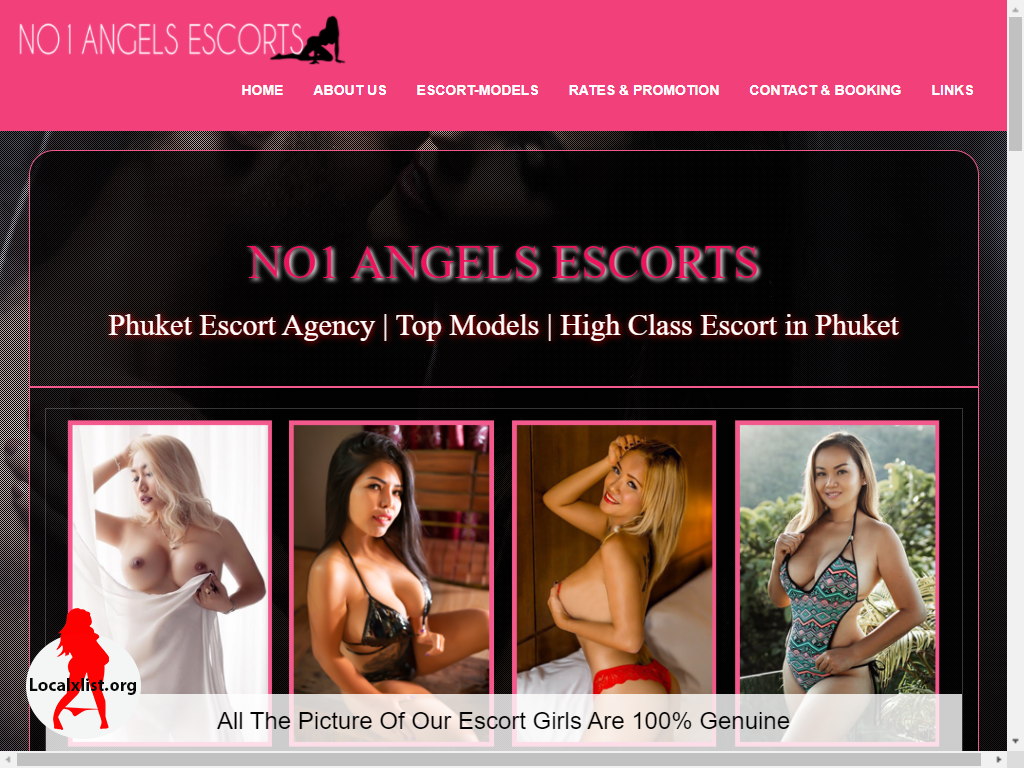 NO1 ANGELS ESCORTS
HOME ABOUT US ESCORT-MODELS RATES & PROMOTION CONTACT & BOOKING LINKS
NO1 ANGELS ESCORTS
Phuket Escort Agency | Top Models | High Class Escort in Phuket
Localxlist.org
All The Picture Of Our Escort Girls Are 100% Genuine